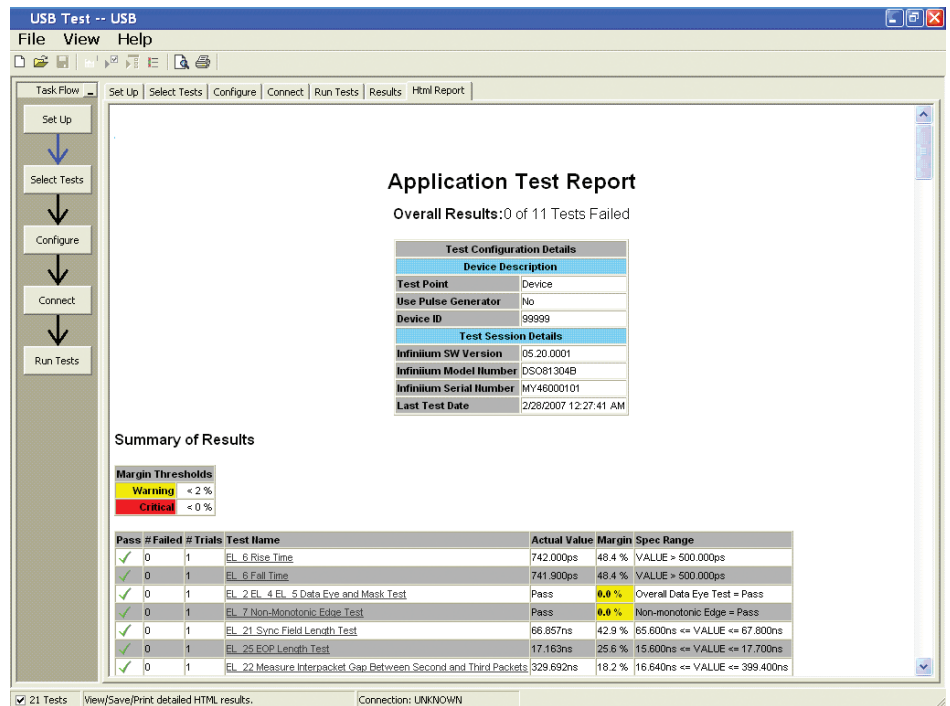 USB Test -- USB
File View Help
Task Flow
Set Up
Select Tests
Configure
Connect
Run Tests
Set Up Select Tests Configure Connect Run Tests Results Html Report
Application Test Report
Overall Results:0 of 11 Tests Failed
Test Configuration Details
Device Description
Test Point Device
Use Pulse Generator No
Device ID 99999
Test Session Details
Infiniium SW Version 05.20.0001
Infiniium Model Number DSO81304B
Infiniium Serial Number MY46000101
Last Test Date 2/28/2007 12:27:41 AM
Summary of Results
Margin Thresholds
Warning < 2 %
Critical < 0 %
Pass # Failed # Trials Test Name Actual Value Margin Spec Range
0 1 EL_6 Rise Time 742.000ps 48.4 % VALUE > 500.000ps
0 1 EL_6 Fall Time 741.900ps 48.4 % VALUE > 500.000ps
0 1 EL_2 EL_4 EL_5 Data Eye and Mask Test Pass 0.0 % Overall Data Eye Test = Pass
0 1 EL_7 Non-Monotonic Edge Test Pass 0.0 % Non-monotonic Edge = Pass
0 1 EL_21 Sync Field Length Test 66.857ns 42.9 % 65.600ns <= VALUE <= 67.800ns
0 1 EL_25 EOP Length Test 17.163ns 25.6 % 15.600ns <= VALUE <= 17.700ns
0 1 EL_22 Measure Interpacket Gap Between Second and Third Packets 329.692ns 18.2 % 16.640ns <= VALUE <= 399.400ns
21 Tests View/Save/Print detailed HTML results. Connection: UNKNOWN